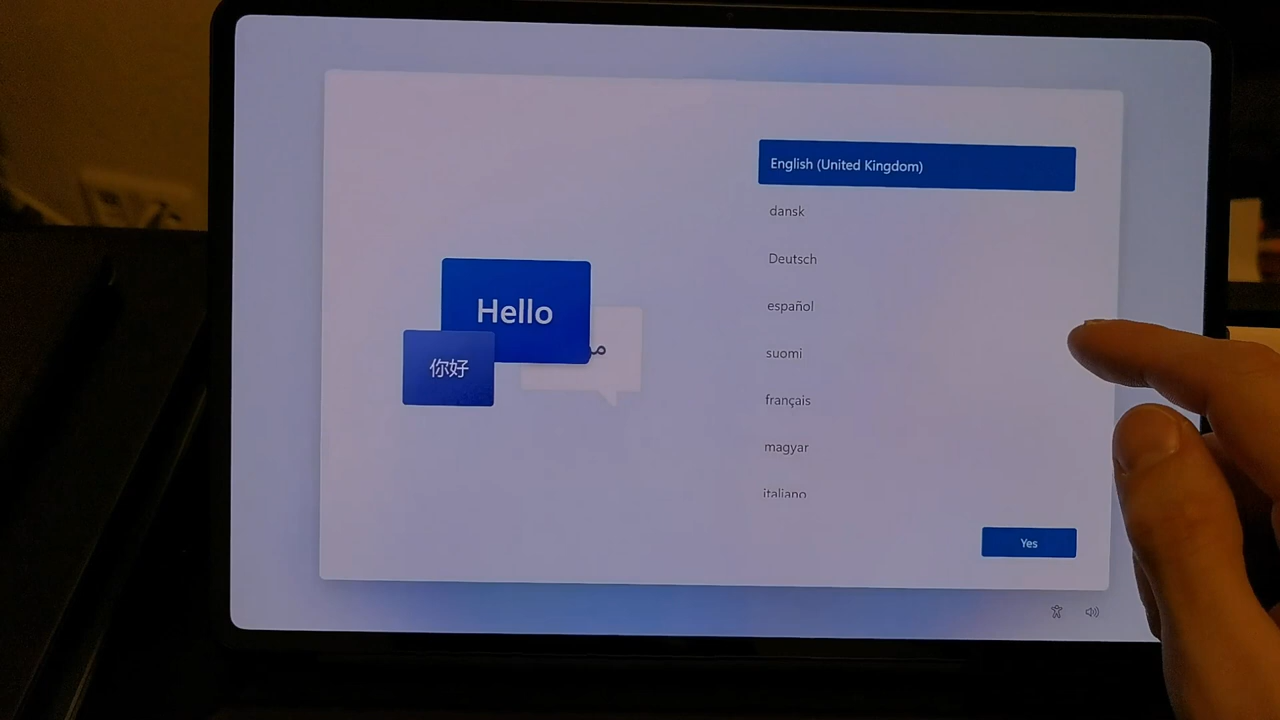 Hello
你好
English (United Kingdom)
dansk
Deutsch
español
suomi
français
magyar
italiano
Yes